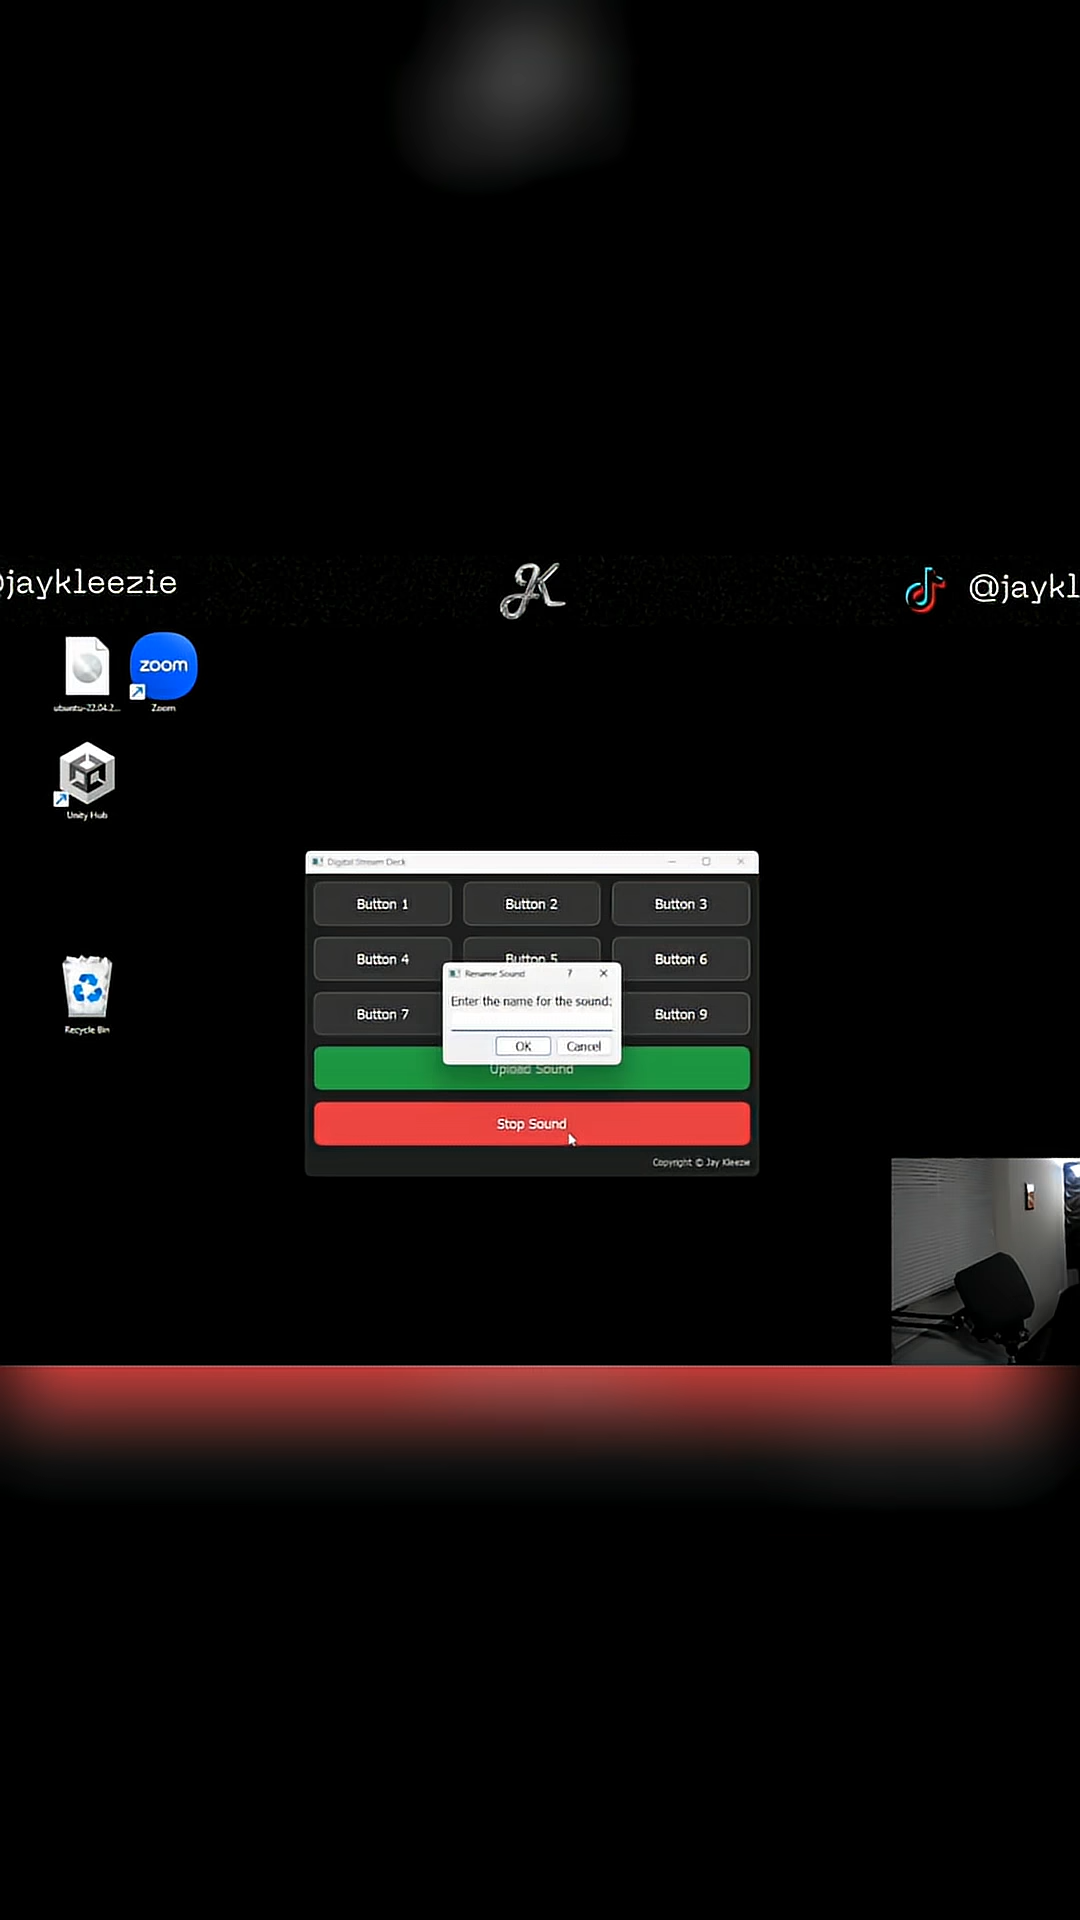 @jaykleezie
JK
@jaykl
zoom
ubuntu-22.04.2...
Zoom
Unity Hub
Digital Stream Deck
Button 1
Button 2
Button 3
Button 4
Button 5
Button 6
Rename Sound
?
Enter the name for the sound:
Button 7
Button 9
OK
Cancel
Upload Sound
Stop Sound
Copyright © Jay Kleezie
Recycle Bin